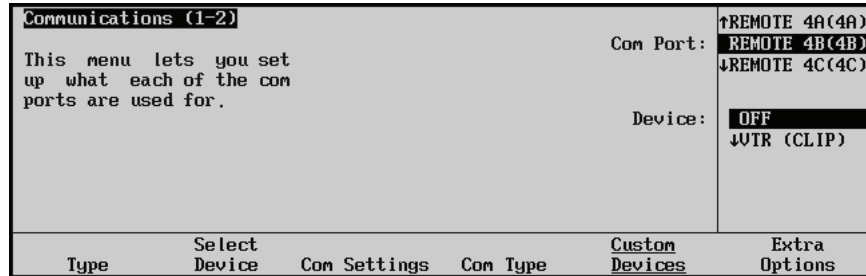 Communications (1-2)
This menu lets you set
up what each of the com
ports are used for.
Com Port:
↑REMOTE 4A(4A)
REMOTE 4B(4B)
↓REMOTE 4C(4C)
Device:
OFF
↓VTR (CLIP)
Type
Select Device
Com Settings
Com Type
Custom Devices
Extra Options